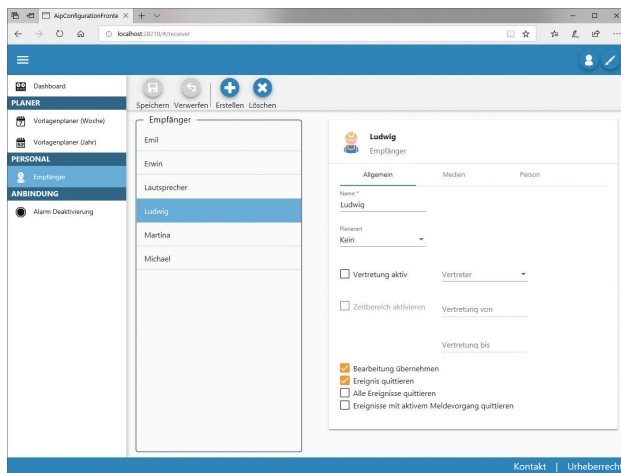 AipConfigurationFronte
localhost:28210/#/receiver
Dashboard
PLANER
Vorlagenplaner (Woche)
Vorlagenplaner (Jahr)
PERSONAL
Empfänger
ANBINDUNG
Alarm Deaktivierung
Speichern Verwerfen Erstellen Löschen
Empfänger
Emil
Erwin
Lautsprecher
Ludwig
Martina
Michael
Ludwig
Empfänger
Allgemein Medien Person
Name *
Ludwig
Planerart
Kein
Vertretung aktiv Vertreter
Zeitbereich aktivieren Vertretung von
Vertretung bis
Bearbeitung übernehmen
Ereignis quittieren
Alle Ereignisse quittieren
Ereignisse mit aktivem Meldevorgang quittieren
Kontakt | Urheberrecht